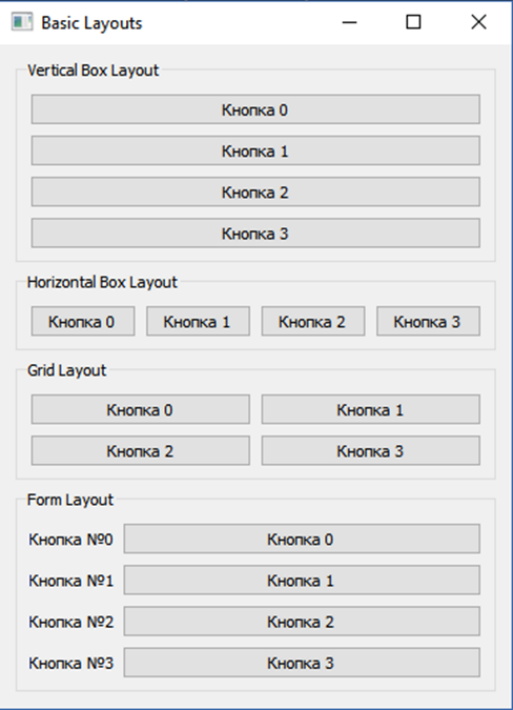 Basic Layouts
Vertical Box Layout
Кнопка 0
Кнопка 1
Кнопка 2
Кнопка 3
Horizontal Box Layout
Кнопка 0 Кнопка 1 Кнопка 2 Кнопка 3
Grid Layout
Кнопка 0 Кнопка 1
Кнопка 2 Кнопка 3
Form Layout
Кнопка №0 Кнопка 0
Кнопка №1 Кнопка 1
Кнопка №2 Кнопка 2
Кнопка №3 Кнопка 3